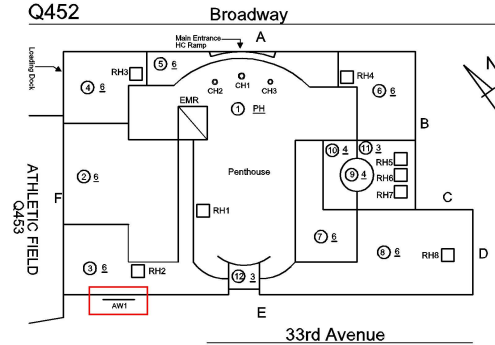 Q452
Broadway
Main Entrance
HC Ramp
A
N
Loading Dock
RH3
5 6
RH4
4 6
CH2
CH1
CH3
6 6
EMR
1 PH
B
10 4
11 3
RH5
9 4
RH6
RH7
Penthouse
ATHLETIC FIELD
Q453
F
2 6
C
RH1
7 6
8 6
RH8
D
3 6
RH2
12 3
AW1
E
33rd Avenue